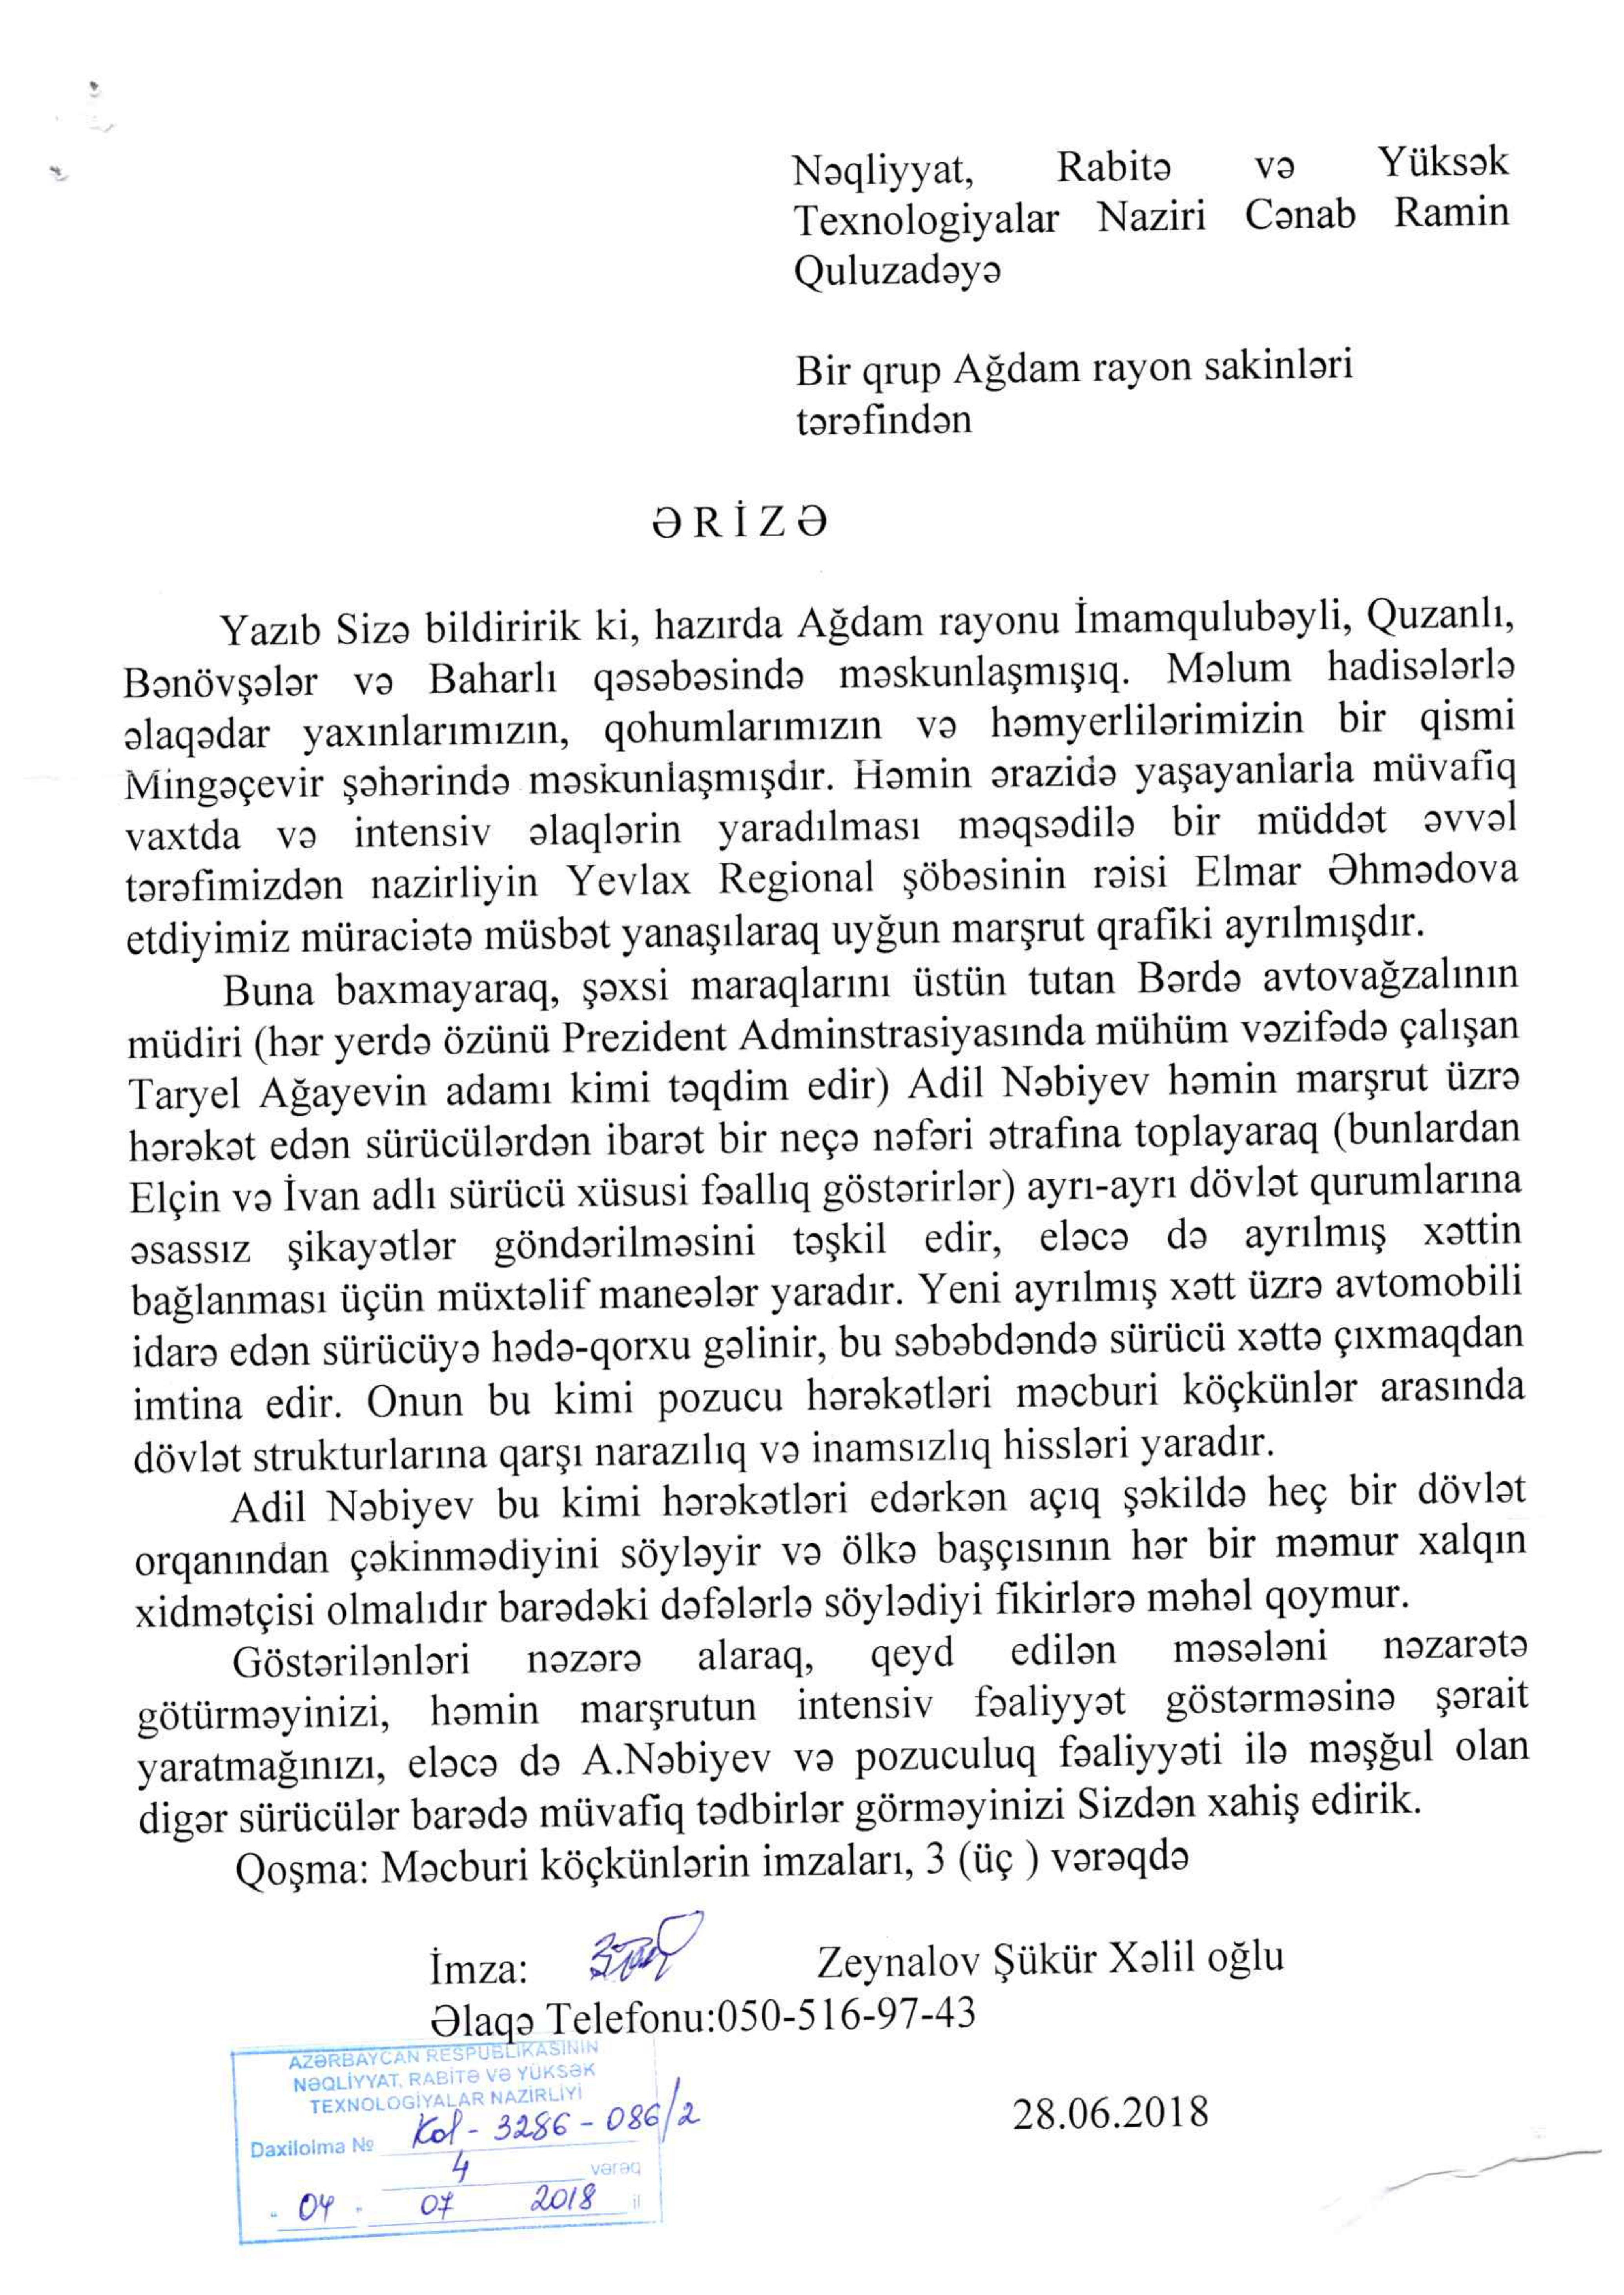 Nəqliyyat, Rabitə və Yüksək
Texnologiyalar Naziri Cənab Ramin
Quluzadəyə
Bir qrup Ağdam rayon sakinləri
tərəfindən
ƏRİZƏ
Yazıb Sizə bildiririk ki, hazırda Ağdam rayonu İmamqulubəyli, Quzanlı,
Bənövşələr və Baharlı qəsəbəsində məskunlaşmışıq. Məlum hadisələrlə
əlaqədar yaxınlarımızın, qohumlarımızın və həmyerlilərimizin bir qismi
Mingəçevir şəhərində məskunlaşmışdır. Həmin ərazidə yaşayanlarla müvafiq
vaxtda və intensiv əlaqlərin yaradılması məqsədilə bir müddət əvvəl
tərəfimizdən nazirliyin Yevlax Regional şöbəsinin rəisi Elmar Əhmədova
etdiyimiz müraciətə müsbət yanaşılaraq uyğun marşrut qrafiki ayrılmışdır.
Buna baxmayaraq, şəxsi maraqlarını üstün tutan Bərdə avtovağzalının
müdiri (hər yerdə özünü Prezident Adminstrasiyasında mühüm vəzifədə çalışan
Taryel Ağayevin adamı kimi təqdim edir) Adil Nəbiyev həmin marşrut üzrə
hərəkət edən sürücülərdən ibarət bir neçə nəfəri ətrafına toplayaraq (bunlardan
Elçin və İvan adlı sürücü xüsusi fəallıq göstərirlər) ayrı-ayrı dövlət qurumlarına
əsassız şikayətlər göndərilməsini təşkil edir, eləcə də ayrılmış xəttin
bağlanması üçün müxtəlif maneələr yaradır. Yeni ayrılmış xətt üzrə avtomobili
idarə edən sürücüyə hədə-qorxu gəlinir, bu səbəbdəndə sürücü xəttə çıxmaqdan
imtina edir. Onun bu kimi pozucu hərəkətləri məcburi köçkünlər arasında
dövlət strukturlarına qarşı narazılıq və inamsızlıq hissləri yaradır.
Adil Nəbiyev bu kimi hərəkətləri edərkən açıq şəkildə heç bir dövlət
orqanından çəkinmədiyini söyləyir və ölkə başçısının hər bir məmur xalqın
xidmətçisi olmalıdır barədəki dəfələrlə söylədiyi fikirlərə məhəl qoymur.
Göstərilənləri nəzərə alaraq, qeyd edilən məsələni nəzarətə
götürməyinizi, həmin marşrutun intensiv fəaliyyət göstərməsinə şərait
yaratmağınızı, eləcə də A.Nəbiyev və pozuculuq fəaliyyəti ilə məşğul olan
digər sürücülər barədə müvafiq tədbirlər görməyinizi Sizdən xahiş edirik.
Qoşma: Məcburi köçkünlərin imzaları, 3 (üç ) vərəqdə
İmza: Zeynalov Şükür Xəlil oğlu
Əlaqə Telefonu:050-516-97-43
AZƏRBAYCAN RESPUBLİKASININ
NƏQLİYYAT, RABİTƏ VƏ YÜKSƏK
TEXNOLOGİYALAR NAZİRLİYİ
Daxilolma № Kol-3286-086/2
4 vərəq
" 04 " 07 2018 il
28.06.2018